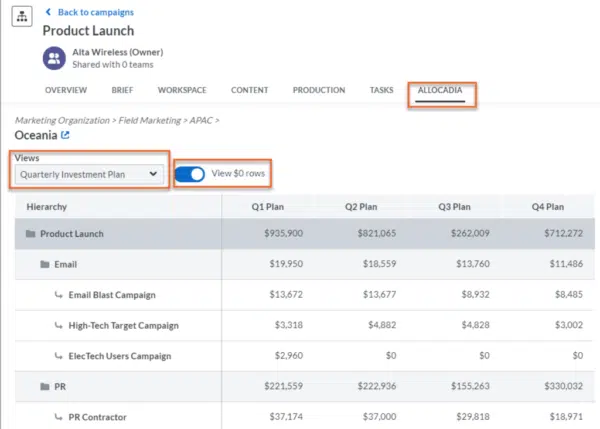 Back to campaigns
Product Launch
Alta Wireless (Owner)
Shared with 0 teams
OVERVIEW BRIEF WORKSPACE CONTENT PRODUCTION TASKS ALLOCADIA
Marketing Organization > Field Marketing > APAC >
Oceania
Views
Quarterly Investment Plan View $0 rows
Hierarchy Q1 Plan Q2 Plan Q3 Plan Q4 Plan
Product Launch $935,900 $821,065 $262,009 $712,272
Email $19,950 $18,559 $13,760 $11,486
Email Blast Campaign $13,672 $13,677 $8,932 $8,485
High-Tech Target Campaign $3,318 $4,882 $4,828 $3,002
ElecTech Users Campaign $2,960 $0 $0 $0
PR $221,559 $222,936 $155,263 $330,032
PR Contractor $37,174 $37,000 $29,818 $18,971